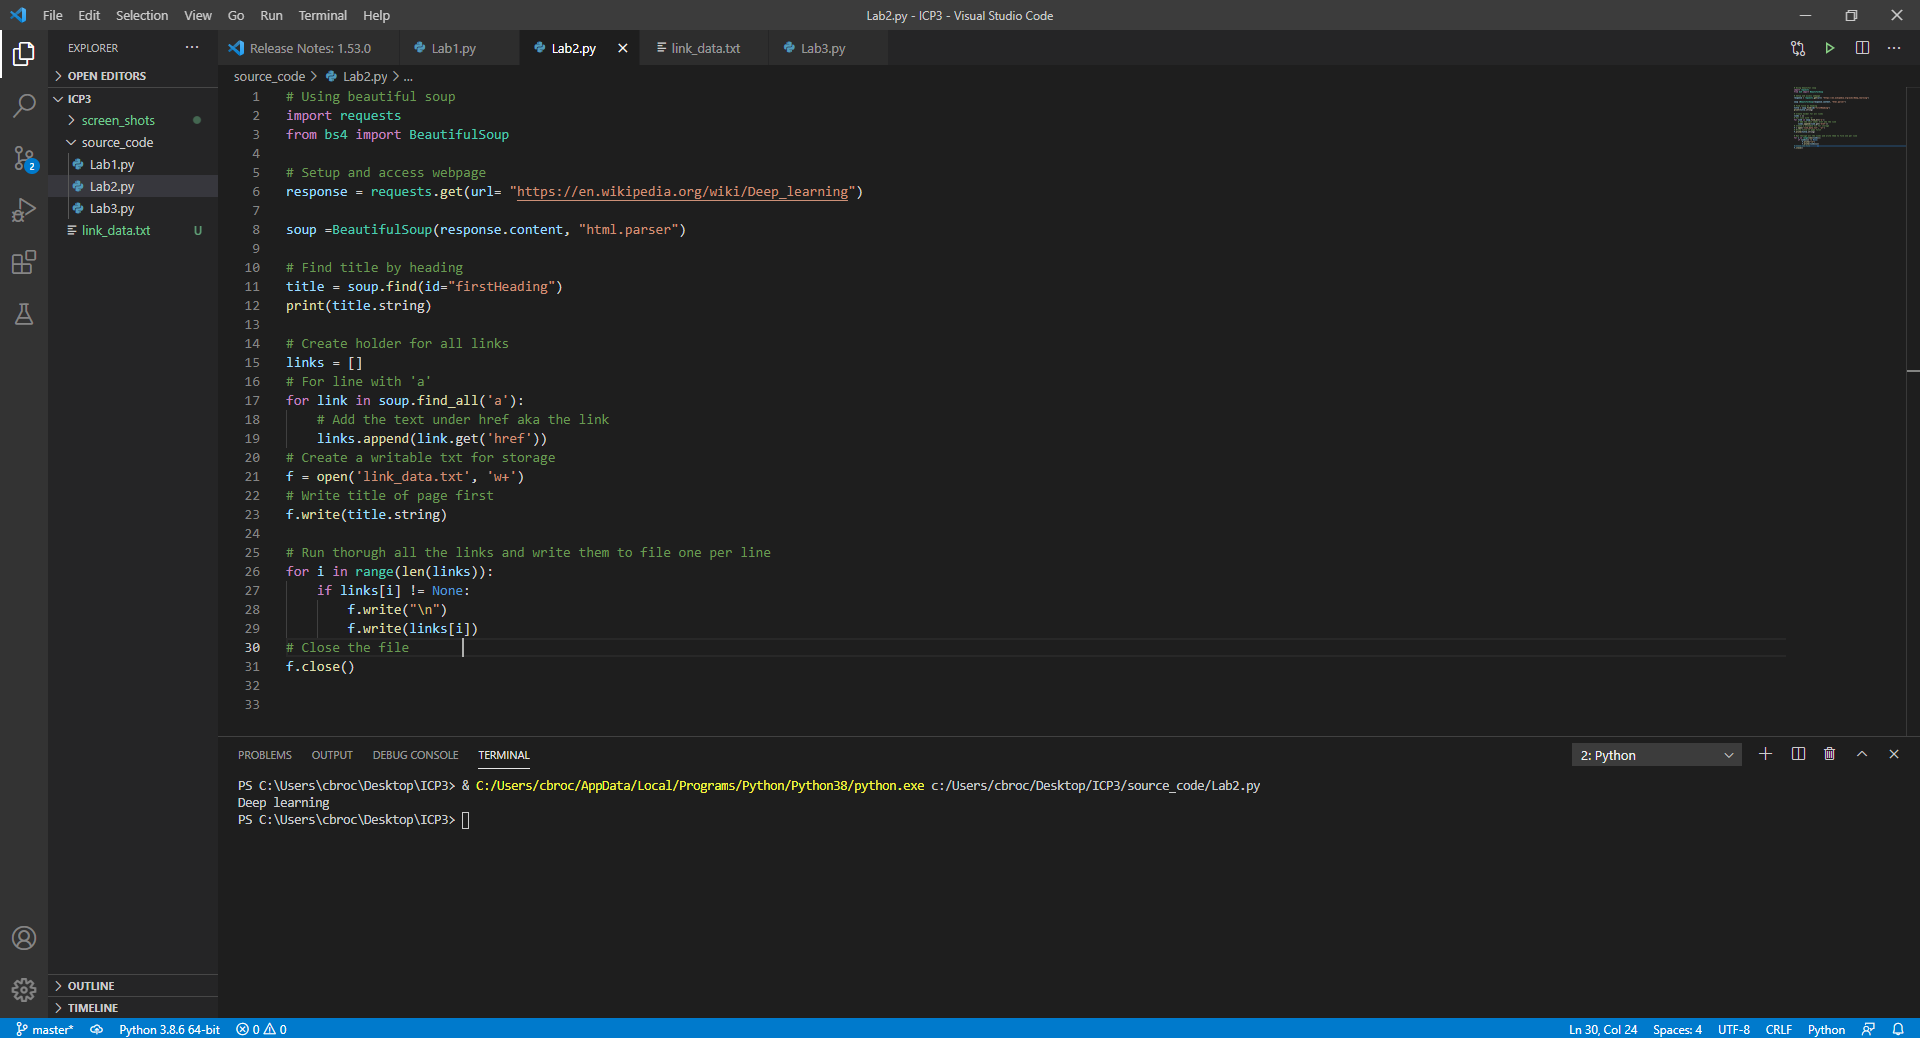 File Edit Selection View Go Run Terminal Help
Lab2.py - ICP3 - Visual Studio Code
EXPLORER
OPEN EDITORS
ICP3
screen_shots
source_code
Lab1.py
Lab2.py
Lab3.py
link_data.txt U
2
OUTLINE
TIMELINE
Release Notes: 1.53.0 Lab1.py Lab2.py link_data.txt Lab3.py
source_code > Lab2.py > ...
1 # Using beautiful soup
2 import requests
3 from bs4 import BeautifulSoup
4
5 # Setup and access webpage
6 response = requests.get(url= "https://en.wikipedia.org/wiki/Deep_learning")
7
8 soup =BeautifulSoup(response.content, "html.parser")
9
10 # Find title by heading
11 title = soup.find(id="firstHeading")
12 print(title.string)
13
14 # Create holder for all links
15 links = []
16 # For line with 'a'
17 for link in soup.find_all('a'):
18     # Add the text under href aka the link
19     links.append(link.get('href'))
20 # Create a writable txt for storage
21 f = open('link_data.txt', 'w+')
22 # Write title of page first
23 f.write(title.string)
24
25 # Run thorugh all the links and write them to file one per line
26 for i in range(len(links)):
27     if links[i] != None:
28         f.write("\n")
29         f.write(links[i])
30 # Close the file
31 f.close()
32
33
PROBLEMS OUTPUT DEBUG CONSOLE TERMINAL
2: Python
PS C:\Users\cbroc\Desktop\ICP3> & C:/Users/cbroc/AppData/Local/Programs/Python/Python38/python.exe c:/Users/cbroc/Desktop/ICP3/source_code/Lab2.py
Deep learning
PS C:\Users\cbroc\Desktop\ICP3>
master* Python 3.8.6 64-bit 0 0
Ln 30, Col 24 Spaces: 4 UTF-8 CRLF Python